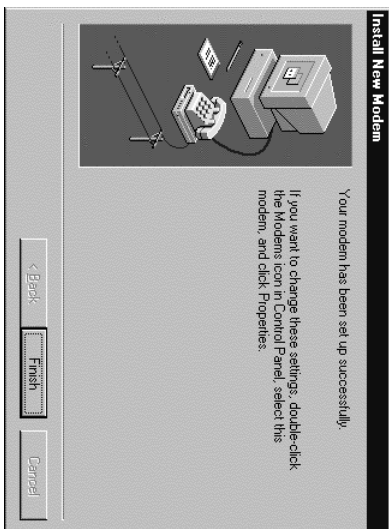 Install New Modem
Your modem has been set up successfully.
If you want to change these settings, double-click
the Modems icon in Control Panel, select this
modem, and click Properties.
< Back
Finish
Cancel